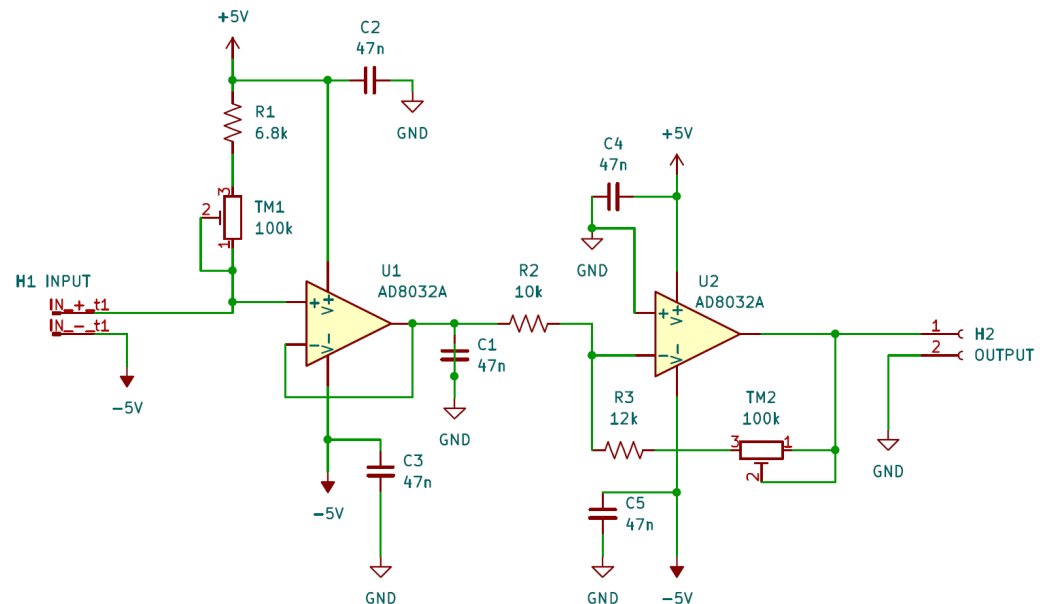 +5V
C2
47n
R1
6.8k
GND
+5V
C4
47n
3
2
TM1
100k
1
GND
H1 INPUT
IN_+_t1
IN_-_t1
U1
AD8032A
R2
10k
U2
AD8032A
+
V+
-
V-
+
V+
-
V-
1
H2
2
OUTPUT
-5V
C1
47n
GND
R3
12k
TM2
100k
3
1
2
GND
C3
47n
-5V
C5
47n
GND
GND
-5V